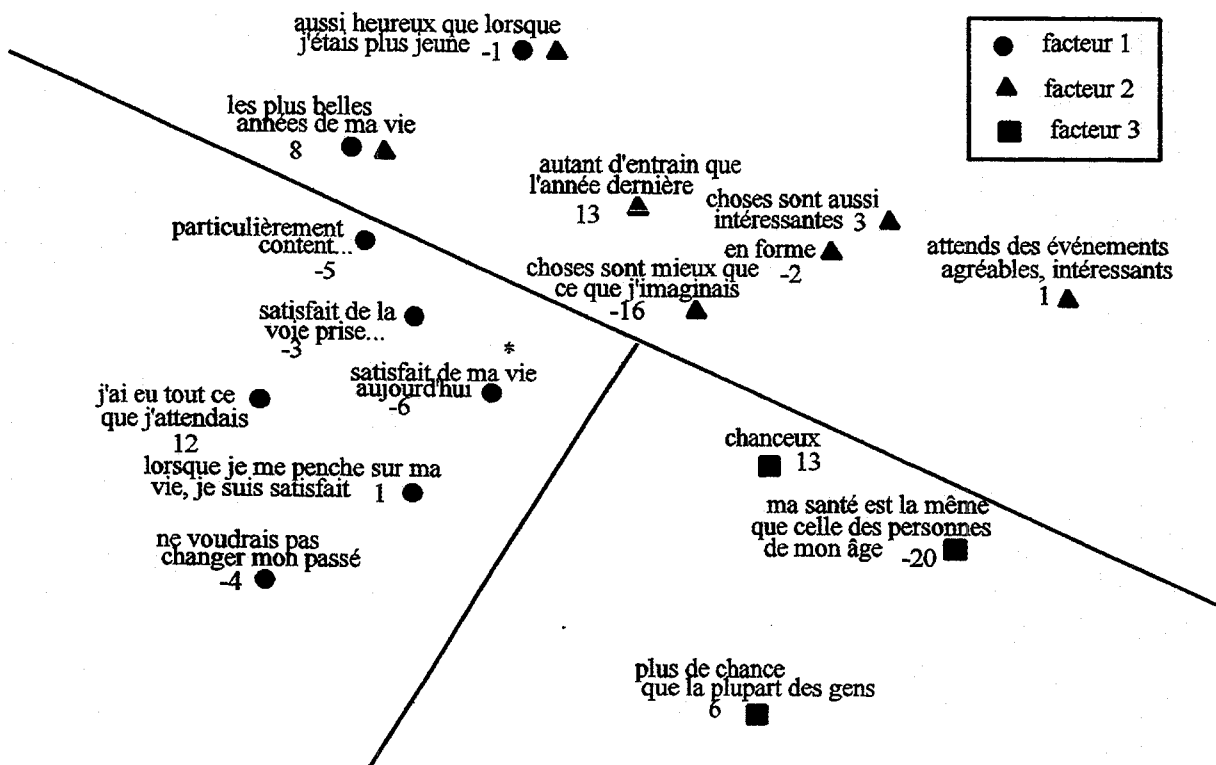 aussi heureux que lorsque
j'étais plus jeune -1
facteur 1
facteur 2
facteur 3
les plus belles
années de ma vie
8
autant d'entrain que
l'année dernière
13
choses sont aussi
intéressantes 3
en forme
-2
attends des événements
agréables, intéressants
1
particulièrement
content...
-5
choses sont mieux que
ce que j'imaginais
-16
satisfait de la
voie prise...
-3
*
satisfait de ma vie
aujourd'hui
-6
j'ai eu tout ce
que j'attendais
12
lorsque je me penche sur ma
vie, je suis satisfait 1
ne voudrais pas
changer mon passé
-4
chanceux
13
ma santé est la même
que celle des personnes
de mon âge -20
plus de chance
que la plupart des gens
6